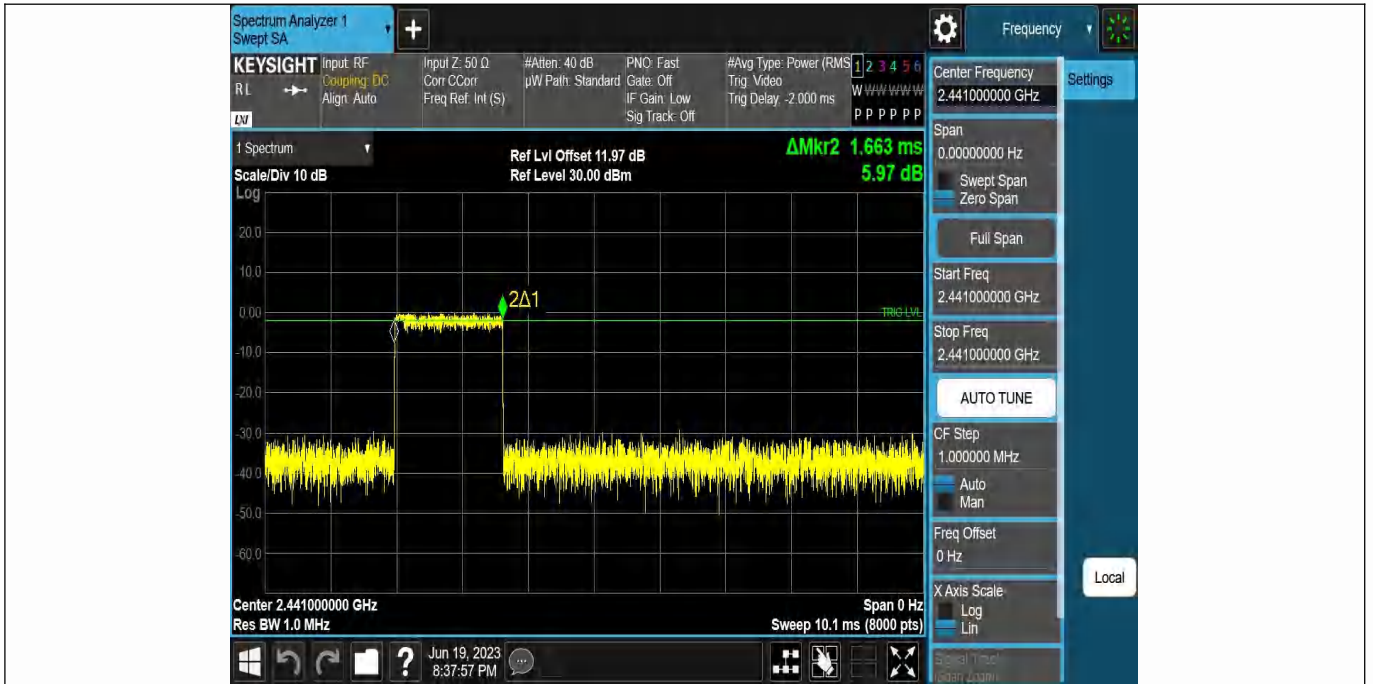 Spectrum Analyzer 1
Swept SA
Frequency
KEYSIGHT
RL
LXI
Input: RF
Coupling: DC
Align: Auto
Input Z: 50 Ω
Corr CCorr
Freq Ref: Int (S)
#Atten: 40 dB
µW Path: Standard
PNO: Fast
Gate: Off
IF Gain: Low
Sig Track: Off
#Avg Type: Power (RMS
Trig: Video
Trig Delay: -2.000 ms
1 2 3 4 5 6
W W W W W W
P P P P P P
1 Spectrum
Scale/Div 10 dB
Ref Lvl Offset 11.97 dB
Ref Level 30.00 dBm
ΔMkr2 1.663 ms
5.97 dB
Log
20.0
10.0
0.00
-10.0
-20.0
-30.0
-40.0
-50.0
-60.0
2Δ1
TRIG LVL
Center 2.441000000 GHz
Res BW 1.0 MHz
Span 0 Hz
Sweep 10.1 ms (8000 pts)
Center Frequency
2.441000000 GHz
Settings
Span
0.00000000 Hz
Swept Span
Zero Span
Full Span
Start Freq
2.441000000 GHz
Stop Freq
2.441000000 GHz
AUTO TUNE
CF Step
1.000000 MHz
Auto
Man
Freq Offset
0 Hz
X Axis Scale
Log
Lin
Local
Signal Track
(Span Zoom)
?
Jun 19, 2023
8:37:57 PM